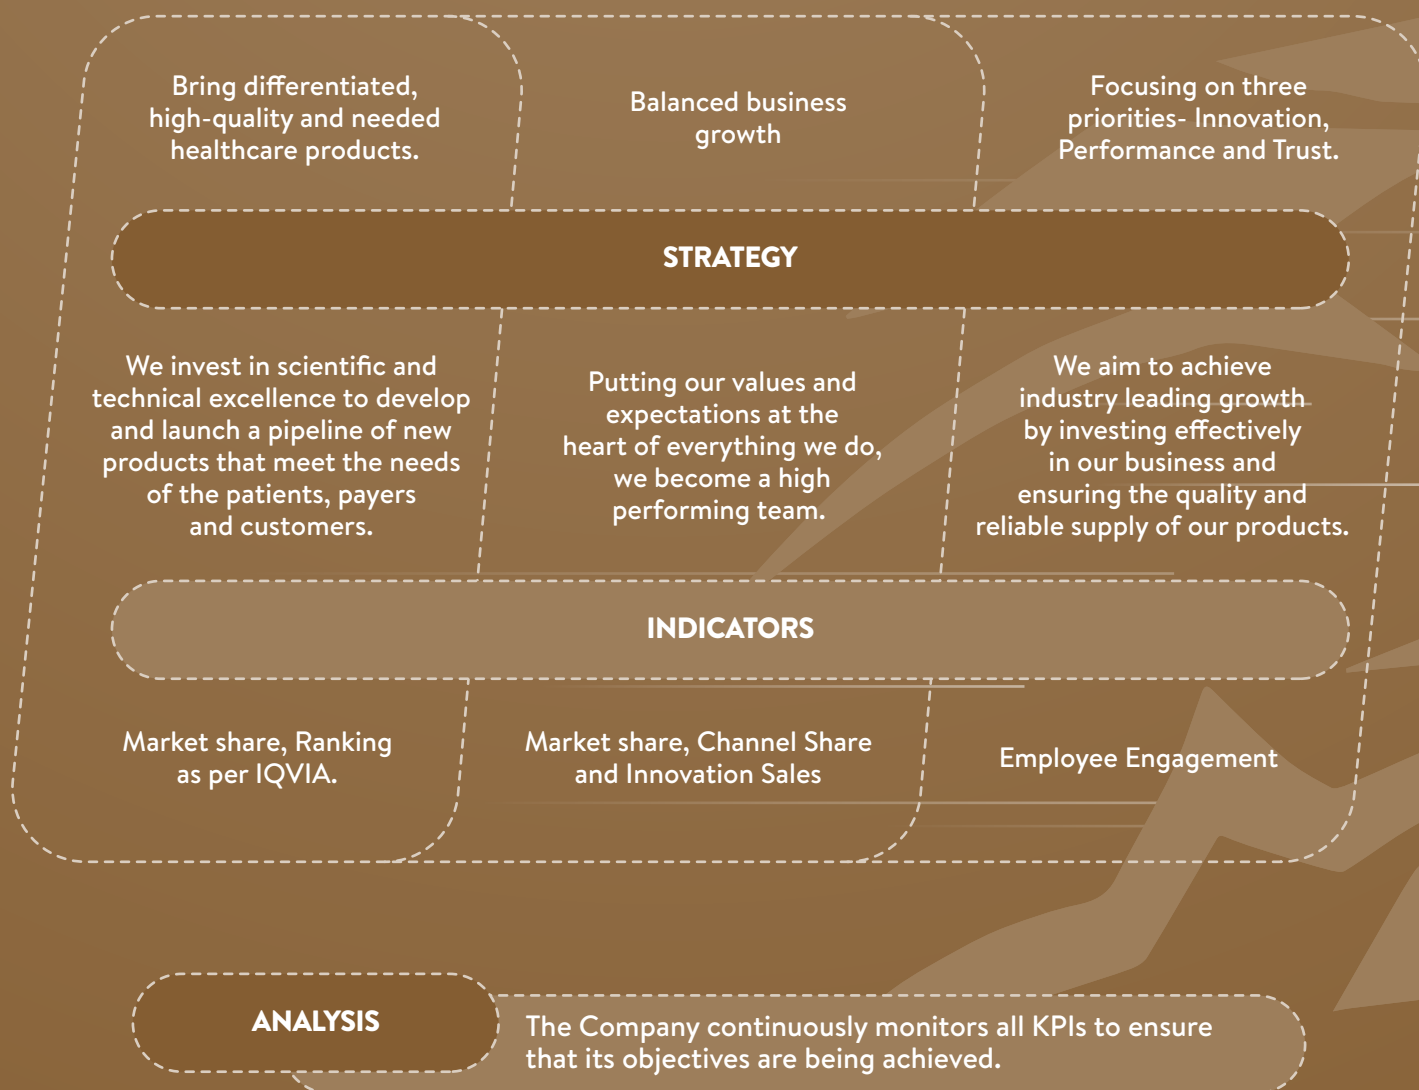 Bring differentiated,
high-quality and needed
healthcare products.
Balanced business
growth
Focusing on three
priorities- Innovation,
Performance and Trust.
STRATEGY
We invest in scientific and
technical excellence to develop
and launch a pipeline of new
products that meet the needs
of the patients, payers
and customers.
Putting our values and
expectations at the
heart of everything we do,
we become a high
performing team.
We aim to achieve
industry leading growth
by investing effectively
in our business and
ensuring the quality and
reliable supply of our products.
INDICATORS
Market share, Ranking
as per IQVIA.
Market share, Channel Share
and Innovation Sales
Employee Engagement
ANALYSIS
The Company continuously monitors all KPIs to ensure
that its objectives are being achieved.